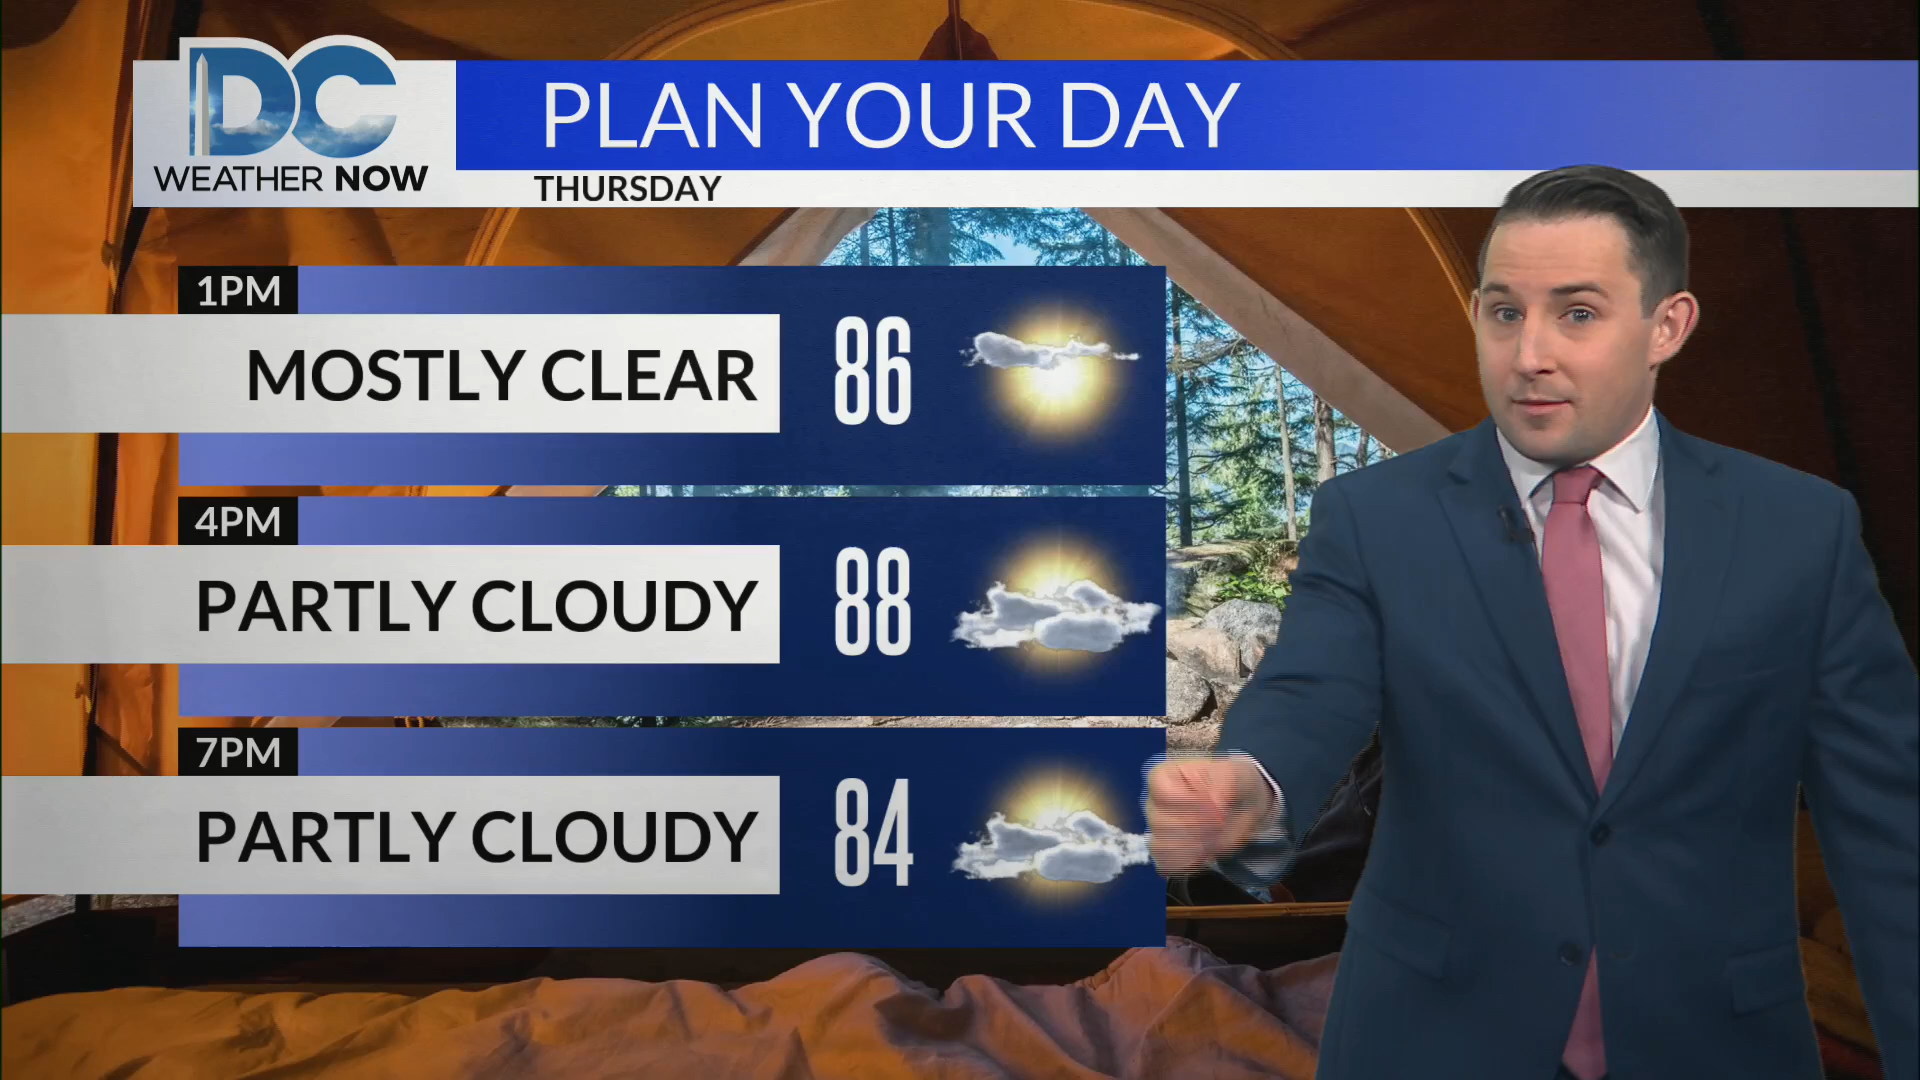 DC
WEATHER NOW
PLAN YOUR DAY
THURSDAY
1PM
MOSTLY CLEAR
86
4PM
PARTLY CLOUDY
88
7PM
PARTLY CLOUDY
84